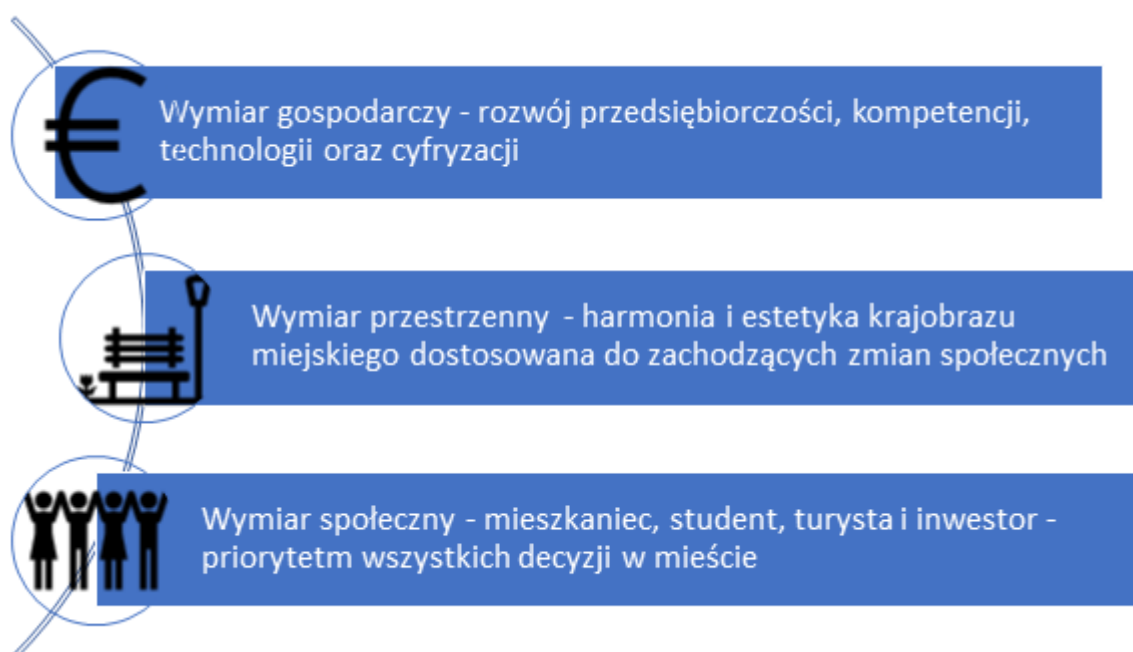 Wymiar gospodarczy - rozwój przedsiębiorczości, kompetencji,
technologii oraz cyfryzacji
Wymiar przestrzenny - harmonia i estetyka krajobrazu
miejskiego dostosowana do zachodzących zmian społecznych
Wymiar społeczny - mieszkaniec, student, turysta i inwestor -
priorytetm wszystkich decyzji w mieście